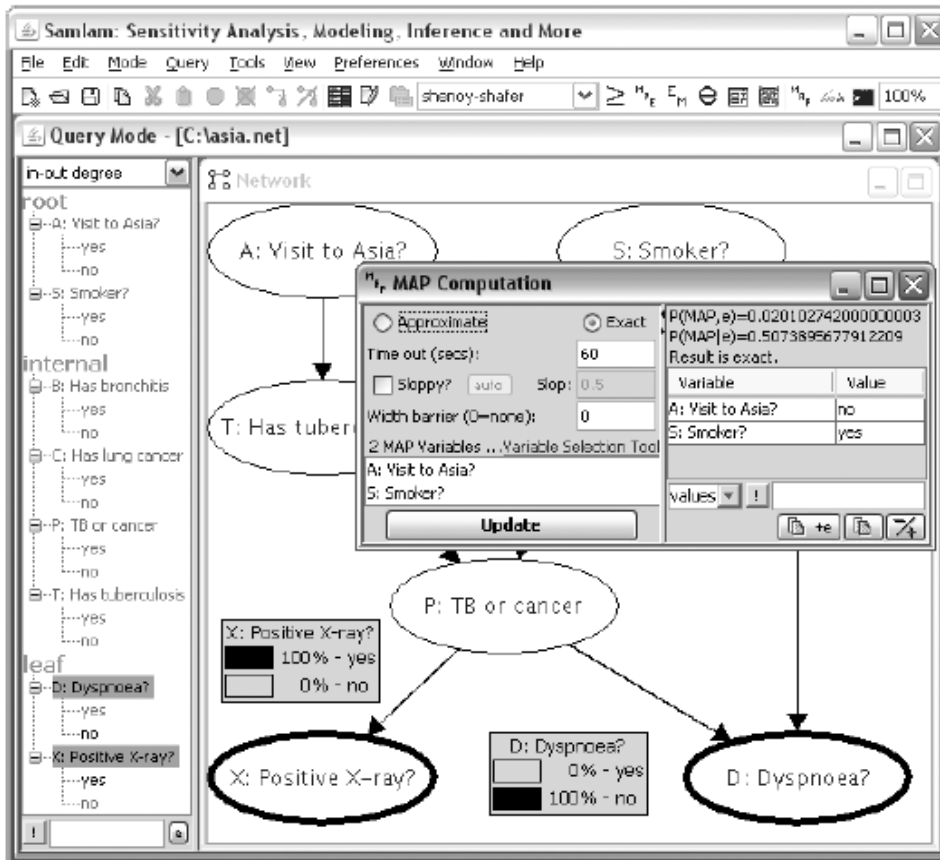 Samlam: Sensitivity Analysis, Modeling, Inference and More
File Edit Mode Query Tools View Preferences Window Help
shenoy-shafer
100%
Query Mode - [C:\asia.net]
in-out degree
root
A: Visit to Asia?
yes
no
S: Smoker?
yes
no
internal
B: Has bronchitis
yes
no
C: Has lung cancer
yes
no
P: TB or cancer
yes
no
T: Has tuberculosis
yes
no
leaf
D: Dyspnoea?
yes
no
X: Positive X-ray?
yes
no
!
Network
A: Visit to Asia?
S: Smoker?
T: Has tuberc
MAP Computation
Approximate Exact
Time out (secs): 60
Sloppy? auto Slop: 0.5
Width barrier (0=none): 0
2 MAP Variables ...Variable Selection Tool
A: Visit to Asia?
S: Smoker?
Update
P(MAP,e)=0.020102742000000003
P(MAP|e)=0.5073895677912209
Result is exact.
Variable Value
A: Visit to Asia? no
S: Smoker? yes
values !
+e
P: TB or cancer
X: Positive X-ray?
100% - yes
0% - no
X: Positive X-ray?
D: Dyspnoea?
0% - yes
100% - no
D: Dyspnoea?